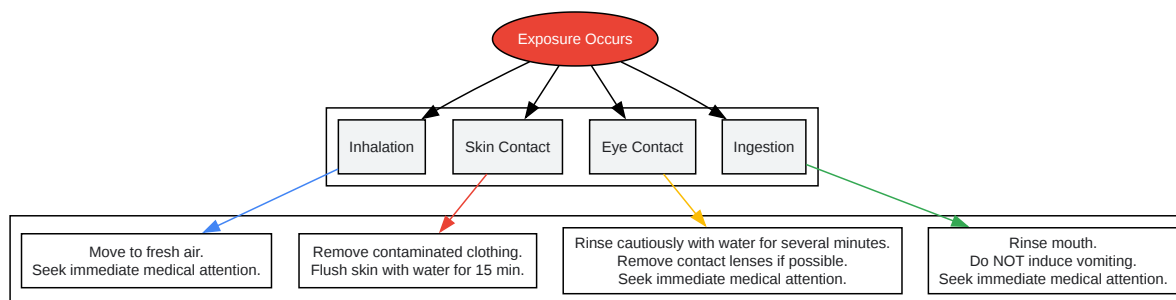 Exposure Occurs
Inhalation
Skin Contact
Eye Contact
Ingestion
Move to fresh air.
Seek immediate medical attention.
Remove contaminated clothing.
Flush skin with water for 15 min.
Rinse cautiously with water for several minutes.
Remove contact lenses if possible.
Seek immediate medical attention.
Rinse mouth.
Do NOT induce vomiting.
Seek immediate medical attention.